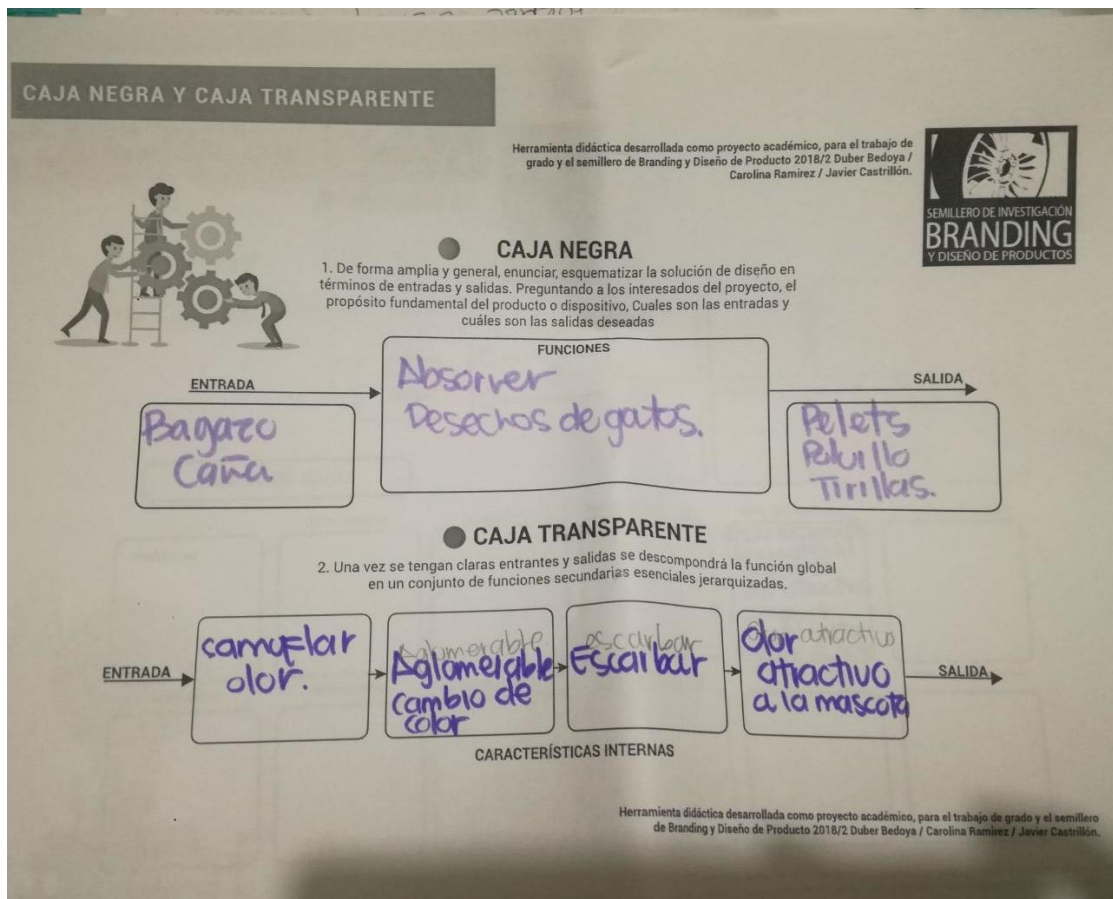 CAJA NEGRA Y CAJA TRANSPARENTE
Herramienta didáctica desarrollada como proyecto académico, para el trabajo de
grado y el semillero de Branding y Diseño de Producto 2018/2 Duber Bedoya /
Carolina Ramirez / Javier Castrillón.
SEMILLERO DE INVESTIGACIÓN
BRANDING
Y DISEÑO DE PRODUCTOS
CAJA NEGRA
1. De forma amplia y general, enunciar, esquematizar la solución de diseño en
términos de entradas y salidas. Preguntando a los interesados del proyecto, el
propósito fundamental del producto o dispositivo, Cuales son las entradas y
cuáles son las salidas deseadas
ENTRADA
Bagazo
Caña
FUNCIONES
Absorver
Desechos de gatos.
SALIDA
Pelets
Polvillo
Tirillas.
CAJA TRANSPARENTE
2. Una vez se tengan claras entrantes y salidas se descompondrá la función global
en un conjunto de funciones secundarias esenciales jerarquizadas.
ENTRADA
camuflar
olor.
Aglomerable
Aglomerable
cambio de
color
escarbar
Escarbar
Olor atractivo
atractivo
a la mascota
SALIDA
CARACTERÍSTICAS INTERNAS
Herramienta didáctica desarrollada como proyecto académico, para el trabajo de grado y el semillero
de Branding y Diseño de Producto 2018/2 Duber Bedoya / Carolina Ramirez / Javier Castrillón.